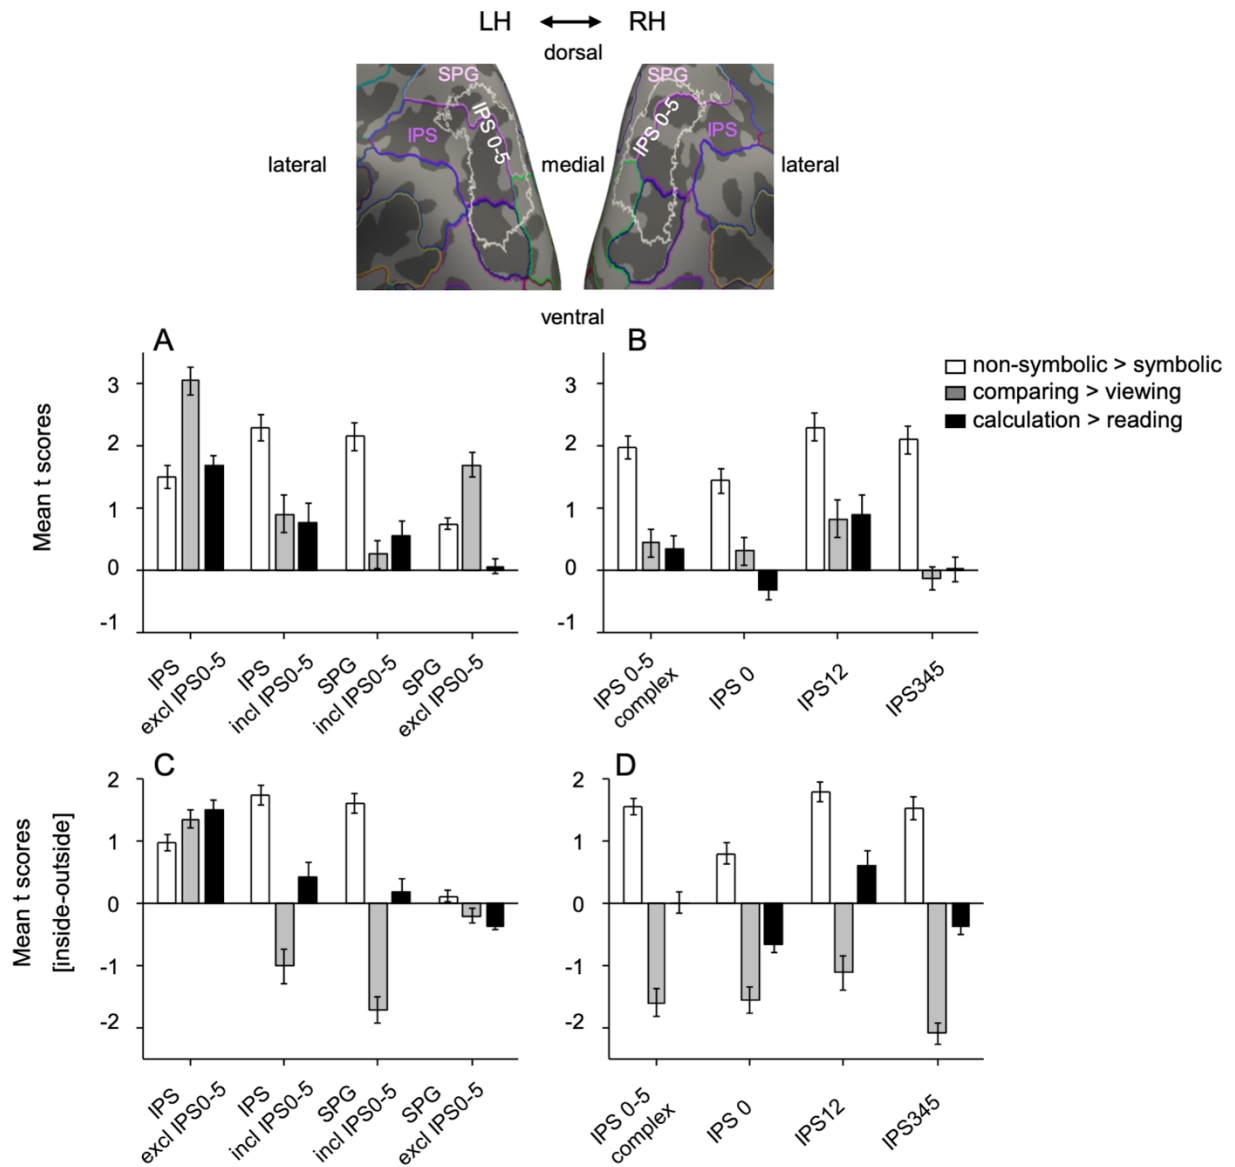 LH RH
dorsal
SPG SPG
IPS 0-5 IPS 0-5
IPS IPS
lateral medial lateral
ventral
A B
non-symbolic > symbolic
comparing > viewing
calculation > reading
Mean t scores
3
2
1
0
-1
3
2
1
0
-1
IPS
excl IPS0-5
IPS
incl IPS0-5
SPG
incl IPS0-5
SPG
excl IPS0-5
IPS 0-5
complex
IPS 0
IPS12
IPS345
C D
Mean t scores
[inside-outside]
2
1
0
-1
-2
2
1
0
-1
-2
IPS
excl IPS0-5
IPS
incl IPS0-5
SPG
incl IPS0-5
SPG
excl IPS0-5
IPS 0-5
complex
IPS 0
IPS12
IPS345